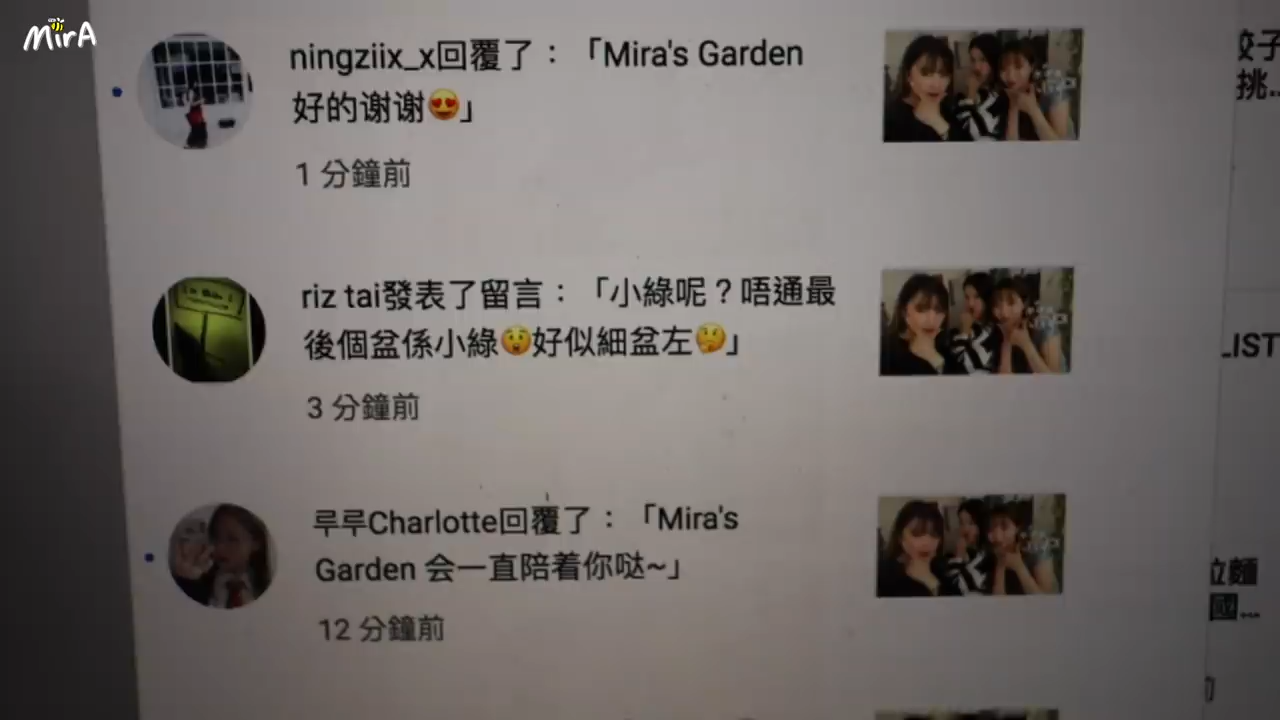 MirA
ningziix_x回覆了：「Mira's Garden
好的谢谢😍」
1 分鐘前
riz tai發表了留言：「小綠呢？唔通最
後個盆係小綠😲好似細盆左🤔」
3 分鐘前
루루Charlotte回覆了：「Mira's
Garden 会一直陪着你哒~」
12 分鐘前
挑...
LIST
國...